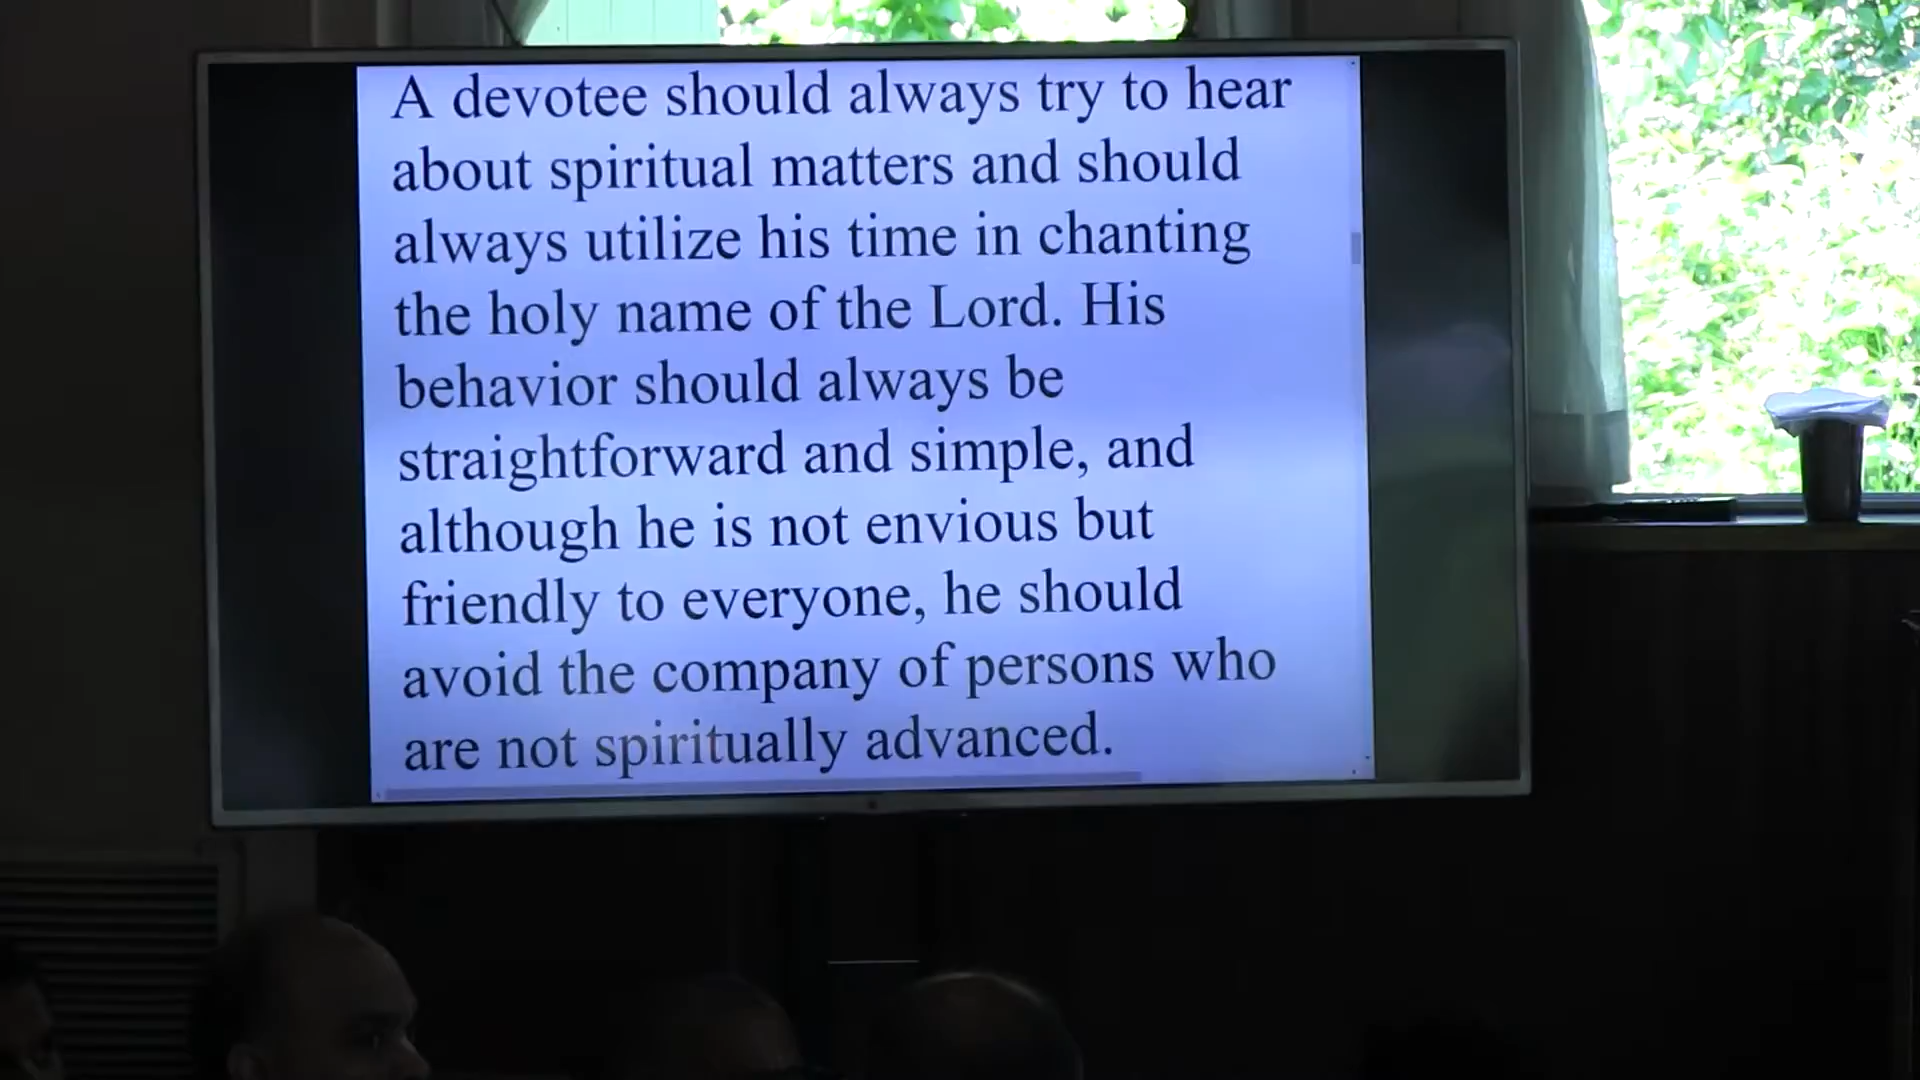 A devotee should always try to hear
about spiritual matters and should
always utilize his time in chanting
the holy name of the Lord. His
behavior should always be
straightforward and simple, and
although he is not envious but
friendly to everyone, he should
avoid the company of persons who
are not spiritually advanced.